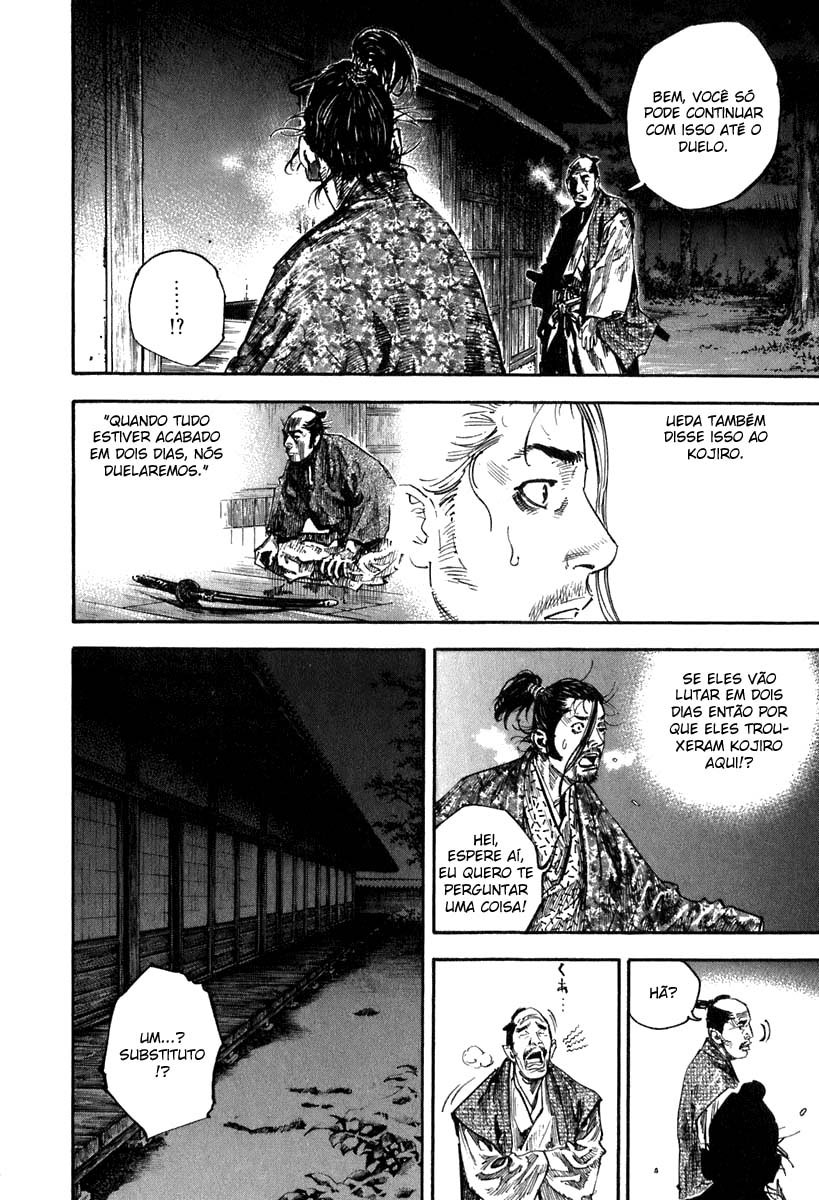 BEM, VOCÊ SÓ
PODE CONTINUAR
COM ISSO ATÉ O
DUELO.
......
!?
UEDA TAMBÉM
DISSE ISSO AO
KOJIRO.
"QUANDO TUDO
ESTIVER ACABADO
EM DOIS DIAS, NÓS
DUELAREMOS."
SE ELES VÃO
LUTAR EM DOIS
DIAS ENTÃO POR
QUE ELES TROU-
XERAM KOJIRO
AQUI!?
HEI,
ESPERE AÍ,
EU QUERO TE
PERGUNTAR
UMA COISA!
HÃ?
くあ…
UM...?
SUBSTITUTO
!?